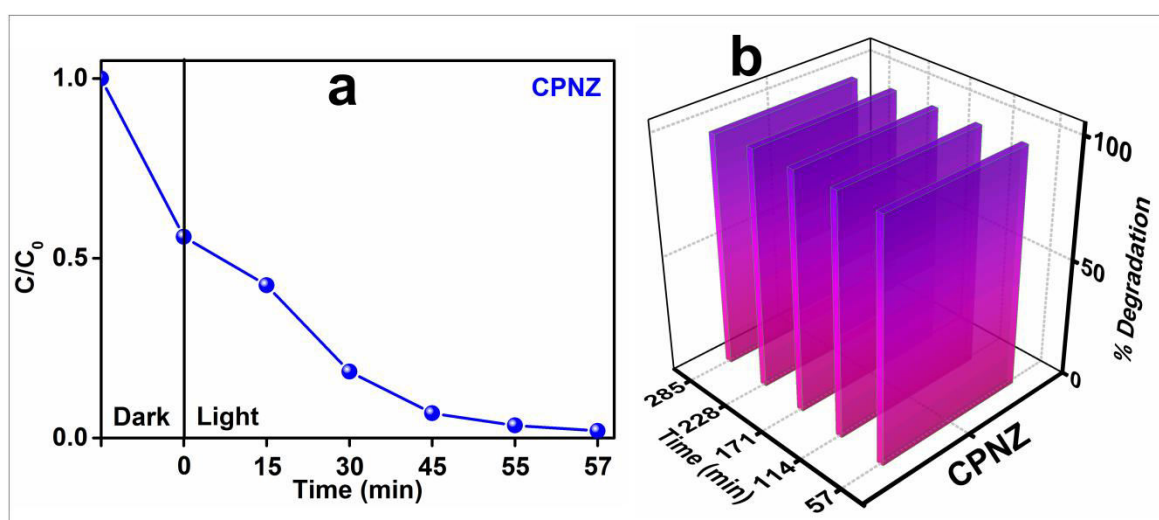 a
CPNZ
1.0
0.5
0.0
C/C0
Dark
Light
0
15
30
45
55
57
Time (min)
b
100
50
0
% Degradation
285
228
171
114
57
Time (min)
CPNZ